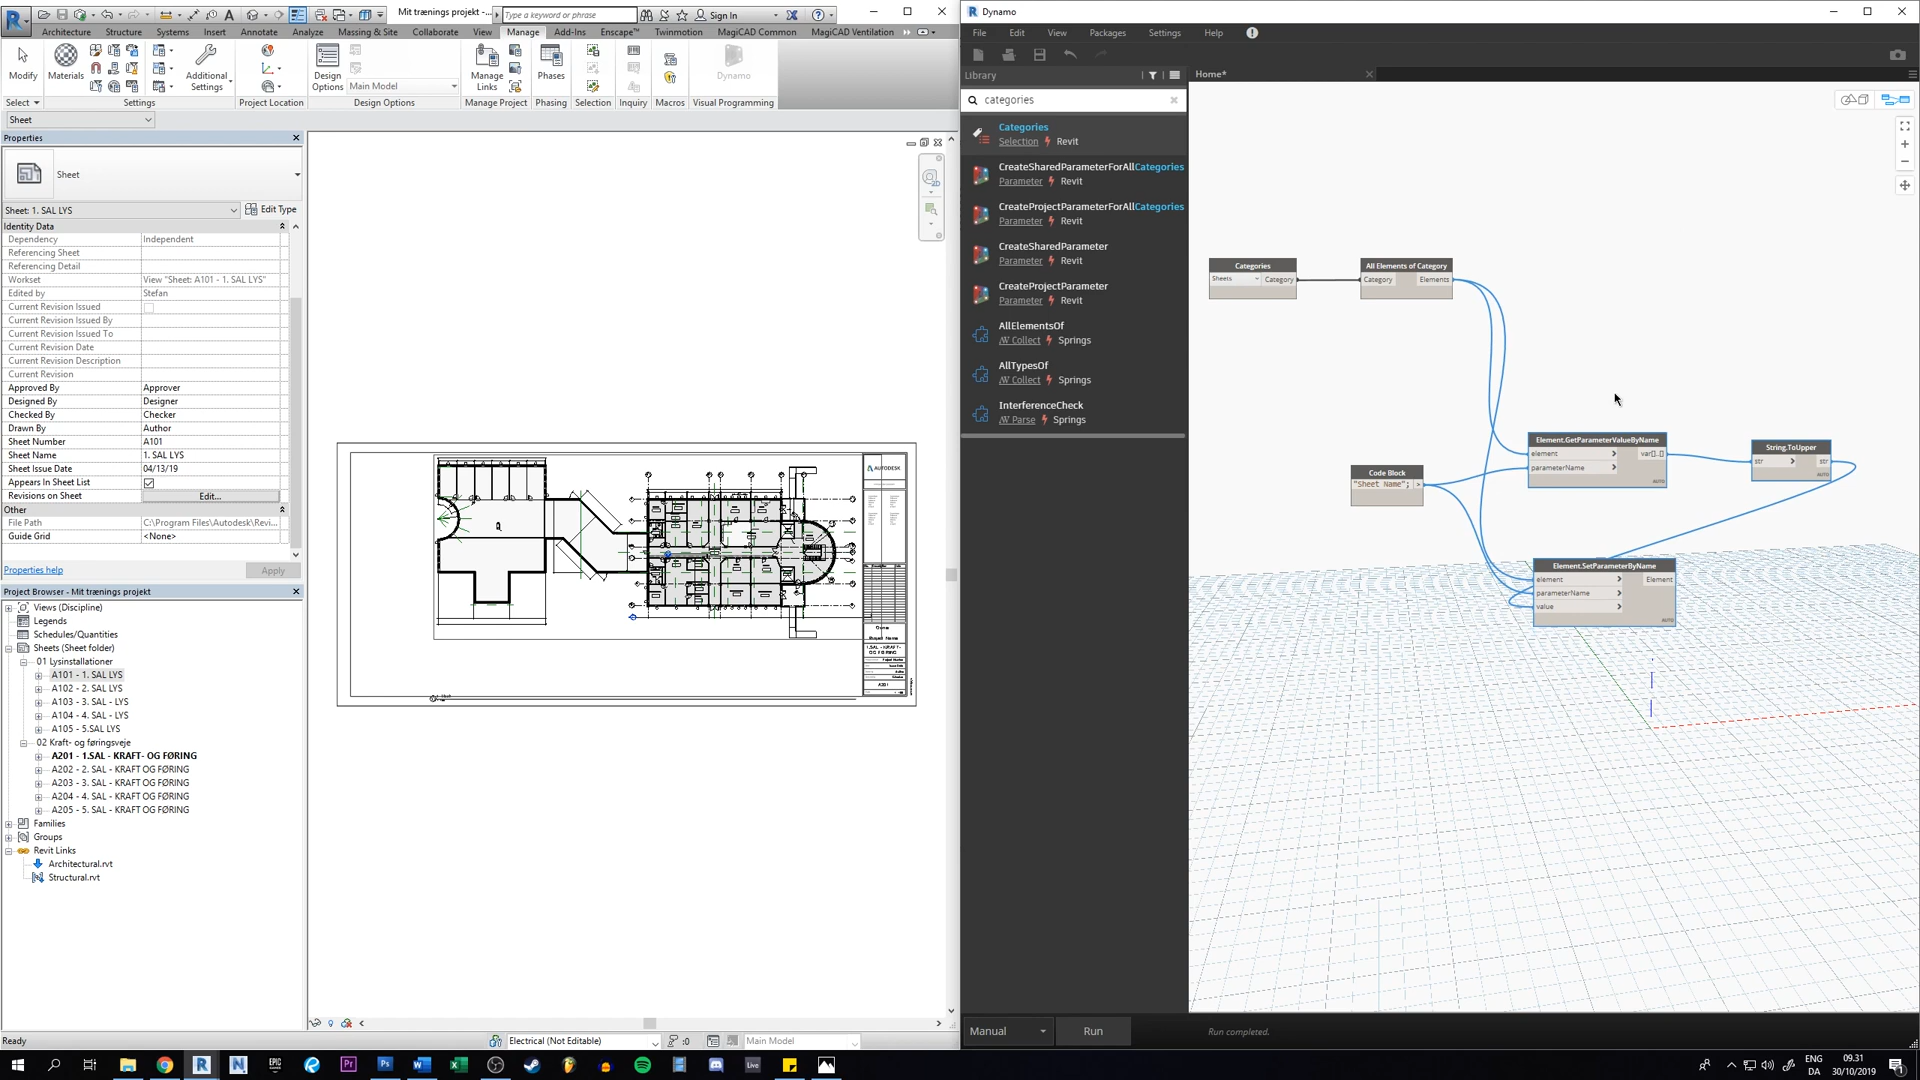 Mit trænings projekt -...
Type a keyword or phrase
Sign In
Architecture Structure Systems Insert Annotate Analyze Massing & Site Collaborate View Manage Add-Ins Enscape™ Twinmotion MagiCAD Common MagiCAD Ventilation
Modify
Materials
Additional
Settings
Design
Options
Main Model
Manage
Links
Phases
Dynamo
Select
Settings
Project Location
Design Options
Manage Project
Phasing
Selection
Inquiry
Macros
Visual Programming
Sheet
Properties
Sheet
Sheet: 1. SAL LYS
Edit Type
Identity Data
Dependency Independent
Referencing Sheet
Referencing Detail
Workset View "Sheet: A101 - 1. SAL LYS"
Edited by Stefan
Current Revision Issued
Current Revision Issued By
Current Revision Issued To
Current Revision Date
Current Revision Description
Current Revision
Approved By Approver
Designed By Designer
Checked By Checker
Drawn By Author
Sheet Number A101
Sheet Name 1. SAL LYS
Sheet Issue Date 04/13/19
Appears In Sheet List
Revisions on Sheet Edit...
Other
File Path C:\Program Files\Autodesk\Revi...
Guide Grid <None>
Properties help
Apply
Project Browser - Mit trænings projekt
Views (Discipline)
Legends
Schedules/Quantities
Sheets (Sheet folder)
01 Lysinstallationer
A101 - 1. SAL LYS
A102 - 2. SAL LYS
A103 - 3. SAL - LYS
A104 - 4. SAL - LYS
A105 - 5.SAL LYS
02 Kraft- og føringsveje
A201 - 1.SAL - KRAFT- OG FØRING
A202 - 2. SAL - KRAFT OG FØRING
A203 - 3. SAL - KRAFT OG FØRING
A204 - 4. SAL - KRAFT OG FØRING
A205 - 5. SAL - KRAFT OG FØRING
Families
Groups
Revit Links
Architectural.rvt
Structural.rvt
AUTODESK
Ready
Electrical (Not Editable)
:0
Main Model
Dynamo
File Edit View Packages Settings Help
Library
Home*
categories
Categories
Selection Revit
CreateSharedParameterForAllCategories
Parameter Revit
CreateProjectParameterForAllCategories
Parameter Revit
CreateSharedParameter
Parameter Revit
CreateProjectParameter
Parameter Revit
AllElementsOf
Collect Springs
AllTypesOf
Collect Springs
InterferenceCheck
Parse Springs
Categories
Sheets Category
All Elements of Category
Category Elements
Code Block
"Sheet Name"; >
Element.GetParameterValueByName
element > var[]..[]
parameterName >
AUTO
String.ToUpper
str > str
AUTO
Element.SetParameterByName
element > Element
parameterName >
value >
AUTO
Manual
Run
Run completed.
ENG
DA
09.31
30/10/2019